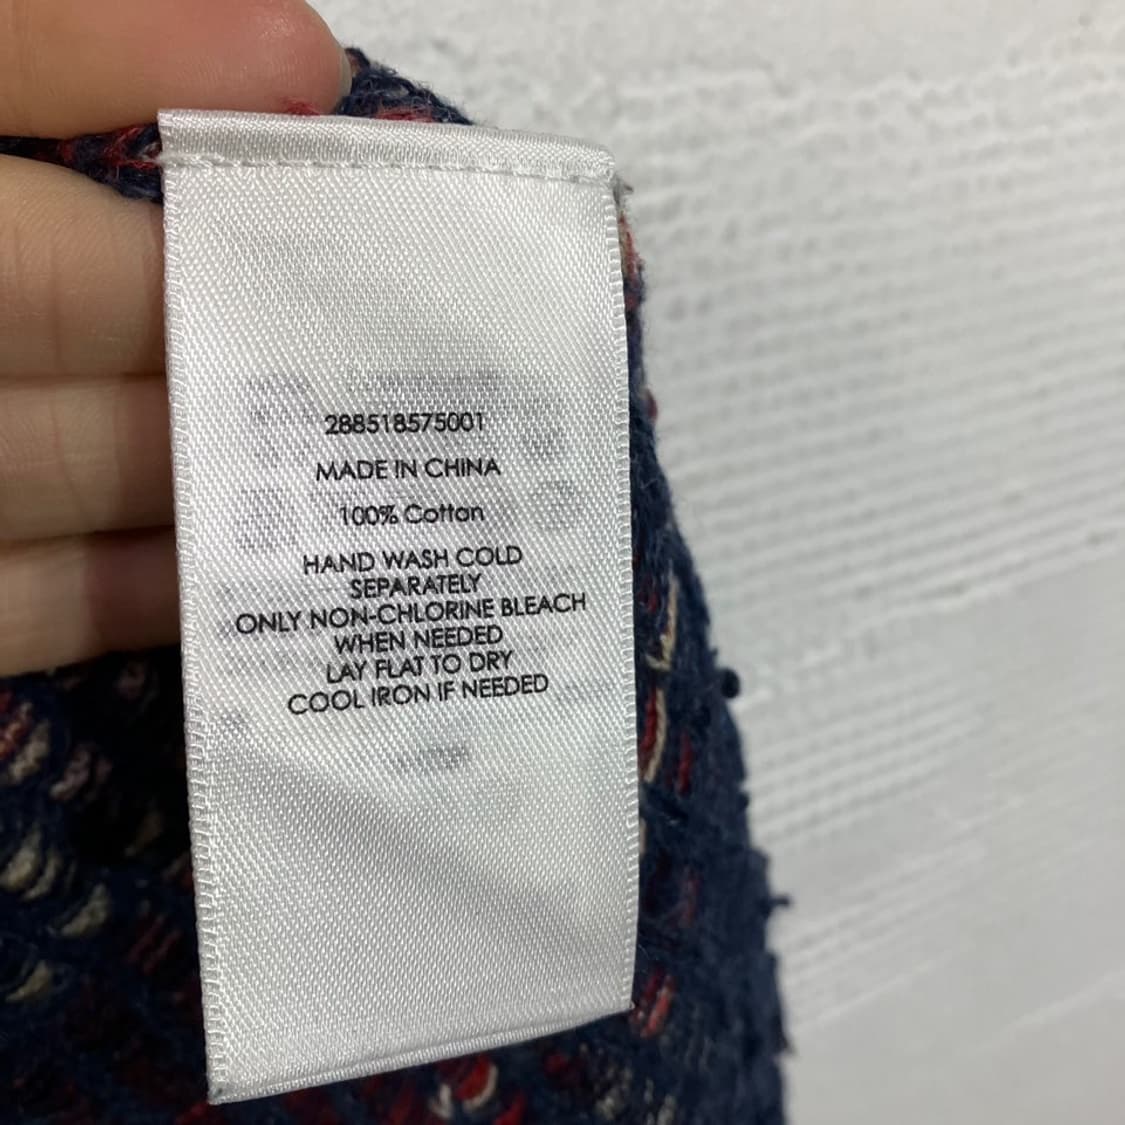 288518575001
MADE IN CHINA
100% Cotton
HAND WASH COLD
SEPARATELY
ONLY NON-CHLORINE BLEACH
WHEN NEEDED
LAY FLAT TO DRY
COOL IRON IF NEEDED